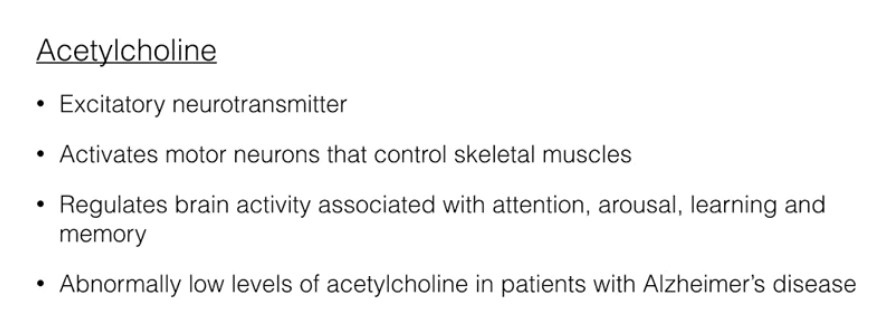 Acetylcholine
• Excitatory neurotransmitter
• Activates motor neurons that control skeletal muscles
• Regulates brain activity associated with attention, arousal, learning and
memory
• Abnormally low levels of acetylcholine in patients with Alzheimer’s disease